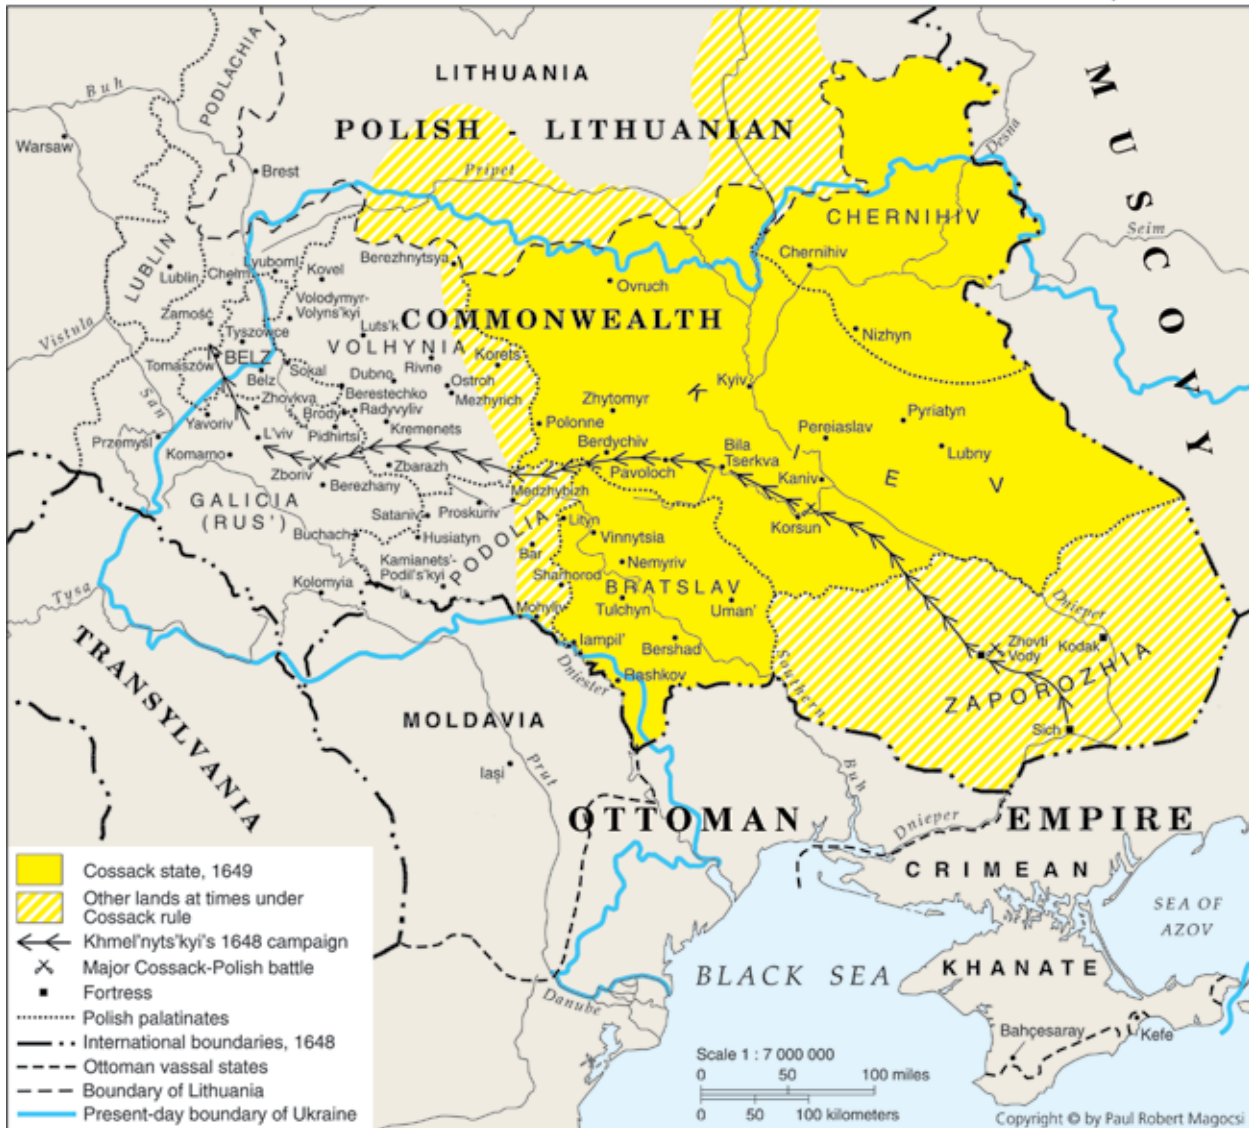 LITHUANIA
POLISH - LITHUANIAN
COMMONWEALTH
MUSCOVY
Buh
PODLACHIA
Warsaw
Brest
Pripet
Desna
Seim
CHERNIHIV
Chernihiv
LUBLIN
Lublin
Chełm
Lyuboml
Kovel
Berezhnytsya
Ovruch
Zamość
Volodymyr-
Volyns'kyi
Vistula
Tyszowce
Luts'k
VOLHYNIA
Nizhyn
Tomaszów
BELZ
Belz
Sokal
Dubno
Rivne
Korets
Ostroh
Mezhyrich
Kyiv
KIEV
San
Zhovkva
Berestechko
Brody
Radyvyliv
Zhytomyr
Pyriatyn
Yavoriv
L'viv
Pidhirtsi
Kremenets
Polonne
Pereiaslav
Lubny
Przemyśl
Komarno
Zboriv
Zbarazh
Berdychiv
Pavoloch
Bila
Tserkva
Kaniv
Berezhany
GALICIA
(RUS')
Medzhybizh
Proskuriv
Sataniv
Korsun
Lityn
Buchach
Husiatyn
PODOLIA
Vinnytsia
Bar
Kamianets'-
Podil's'kyi
Nemyriv
Sharhorod
BRATSLAV
Kolomyia
Tulchyn
Uman'
Tysa
Mohyliv
Dnieper
Iampil'
Bershad
Zhovti
Vody
Kodak
TRANSYLVANIA
Dniester
Rashkov
Southern Buh
ZAPOROZHIA
MOLDAVIA
Sich
Iaşi
Prut
OTTOMAN EMPIRE
Dnieper
CRIMEAN
KHANATE
SEA OF
AZOV
BLACK SEA
Danube
Bahçesaray
Kefe
Cossack state, 1649
Other lands at times under
Cossack rule
Khmel'nyts'kyi's 1648 campaign
Major Cossack-Polish battle
Fortress
Polish palatinates
International boundaries, 1648
Ottoman vassal states
Boundary of Lithuania
Present-day boundary of Ukraine
Scale 1 : 7 000 000
0 50 100 miles
0 50 100 kilometers
Copyright © by Paul Robert Magocsi